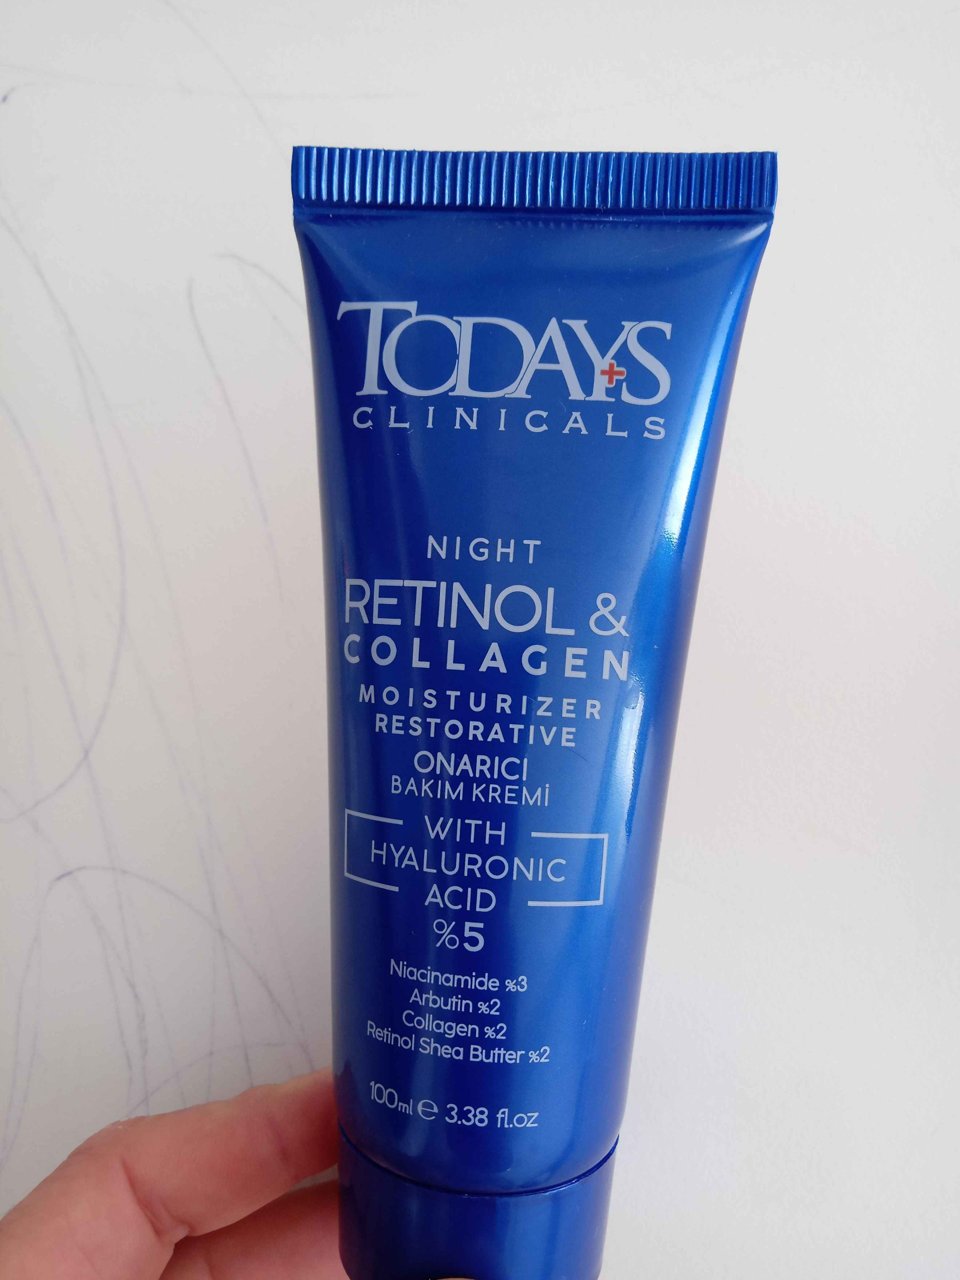 TODAYS
CLINICALS
NIGHT
RETINOL &
COLLAGEN
MOISTURIZER
RESTORATIVE
ONARICI
BAKIM KREMİ
WITH
HYALURONIC
ACID
%5
Niacinamide %3
Arbutin %2
Collagen %2
Retinol Shea Butter %2
100ml ℮ 3.38 fl.oz